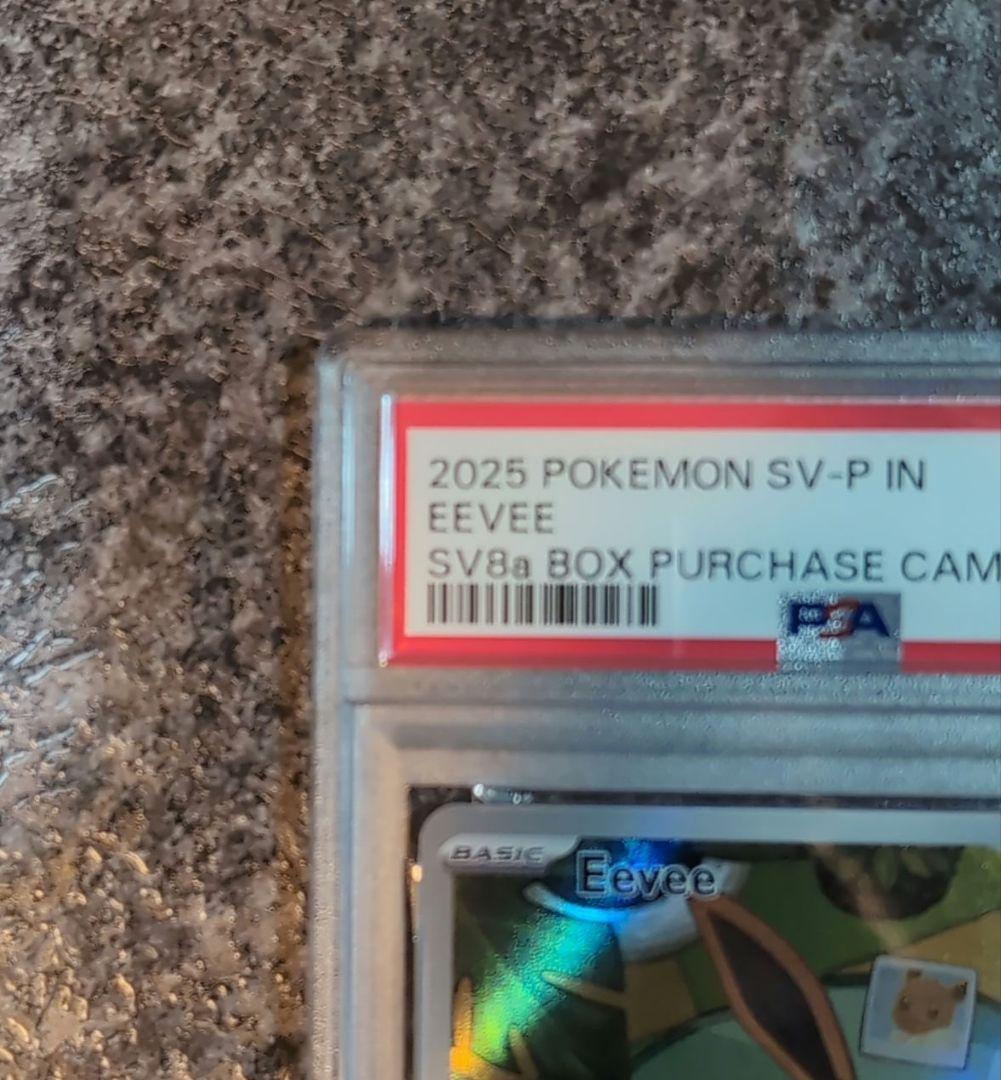 2025 POKEMON SV-P IN
EEVEE
SV8a BOX PURCHASE CAM
PSA
BASIC
Eevee